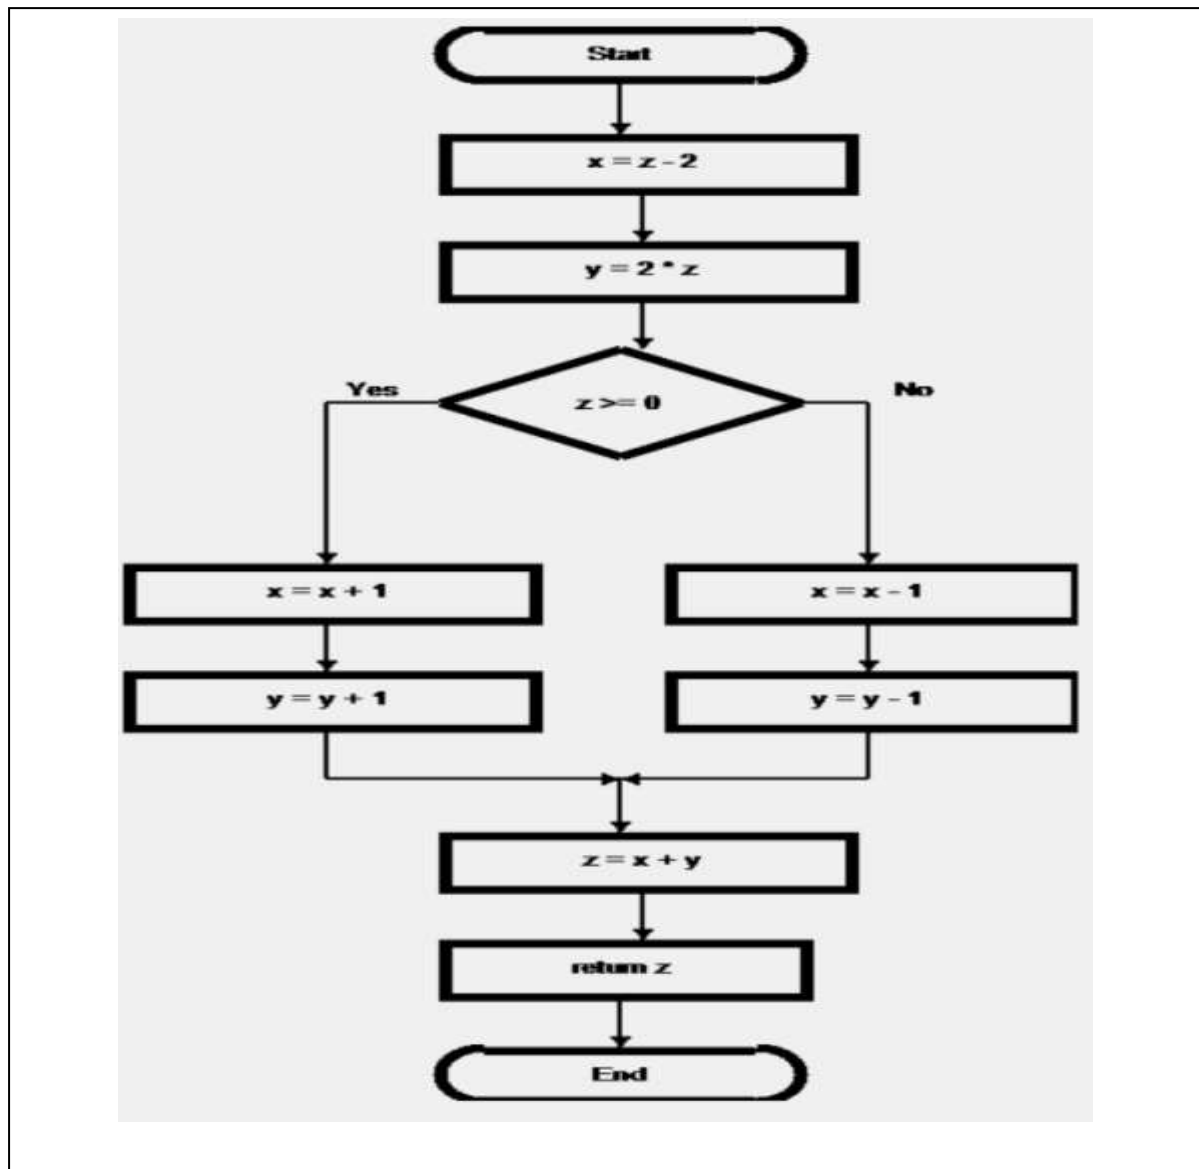 Start
x = z - 2
y = 2 * z
Yes
z >= 0
No
x = x + 1
x = x - 1
y = y + 1
y = y - 1
z = x + y
return z
End